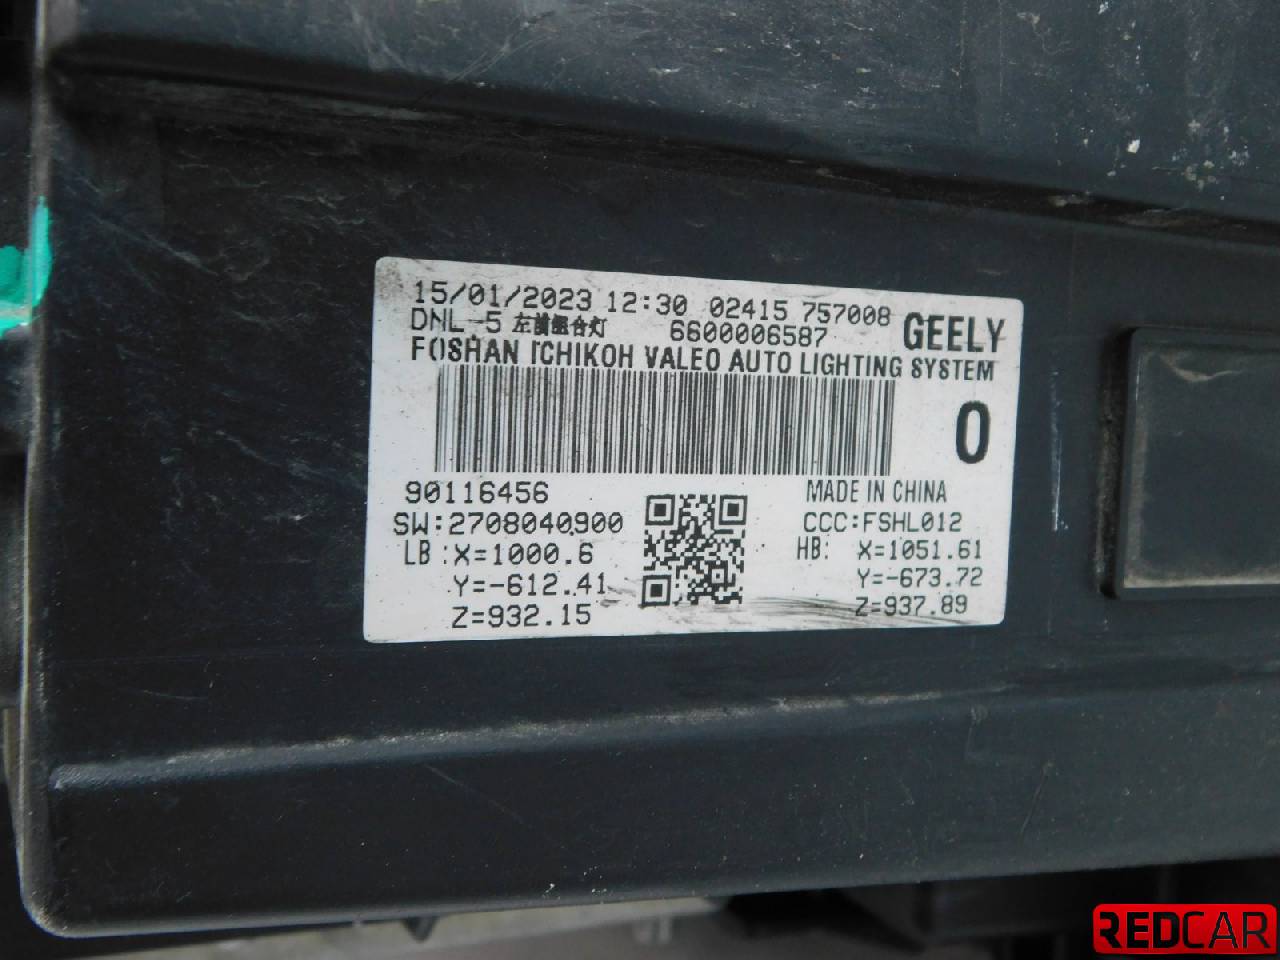 15/01/2023 12:30 02415 757008
DNL-5 左前组合灯 6600006587 GEELY
FOSHAN ICHIKOH VALEO AUTO LIGHTING SYSTEM
0
90116456 MADE IN CHINA
SW:2708040900 CCC:FSHL012
LB:X=1000.6 HB: X=1051.61
Y=-612.41 Y=-673.72
Z=932.15 Z=937.89
REDCAR